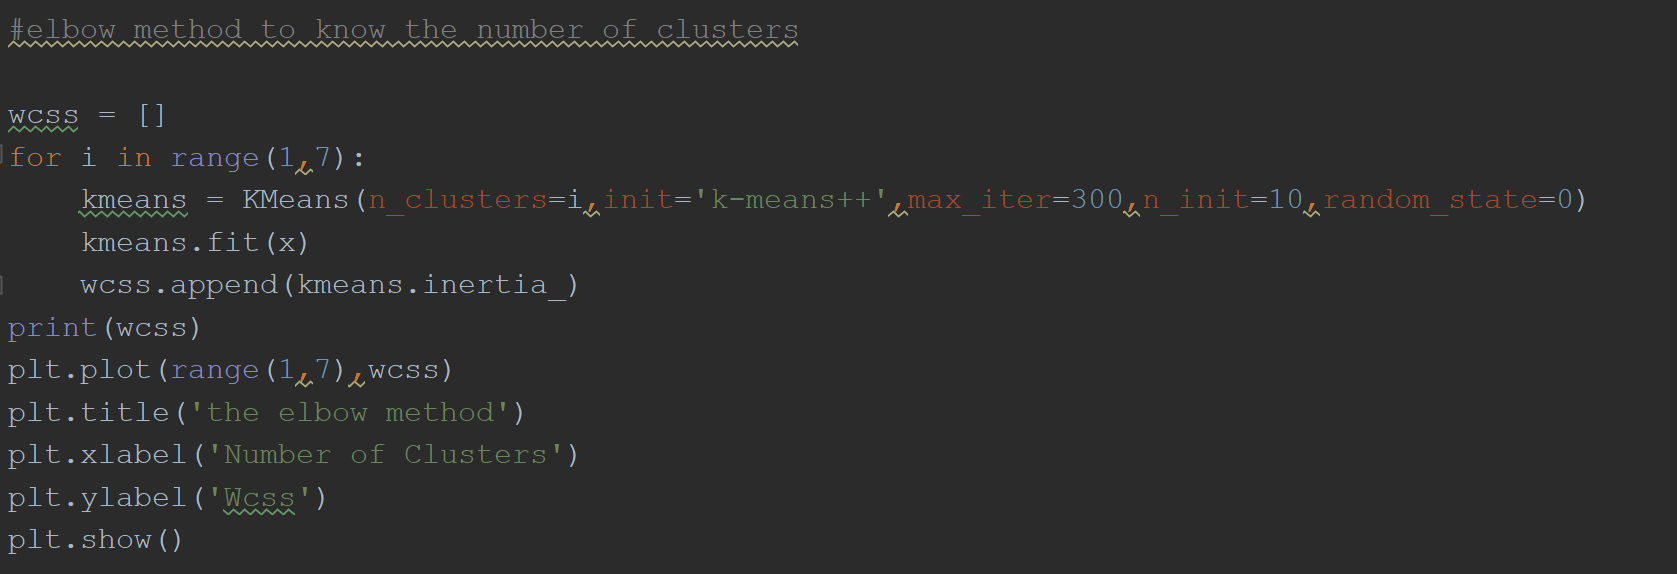 #elbow method to know the number of clusters
wcss = []
for i in range(1,7):
    kmeans = KMeans(n_clusters=i,init='k-means++',max_iter=300,n_init=10,random_state=0)
    kmeans.fit(x)
    wcss.append(kmeans.inertia_)
print(wcss)
plt.plot(range(1,7),wcss)
plt.title('the elbow method')
plt.xlabel('Number of Clusters')
plt.ylabel('Wcss')
plt.show()